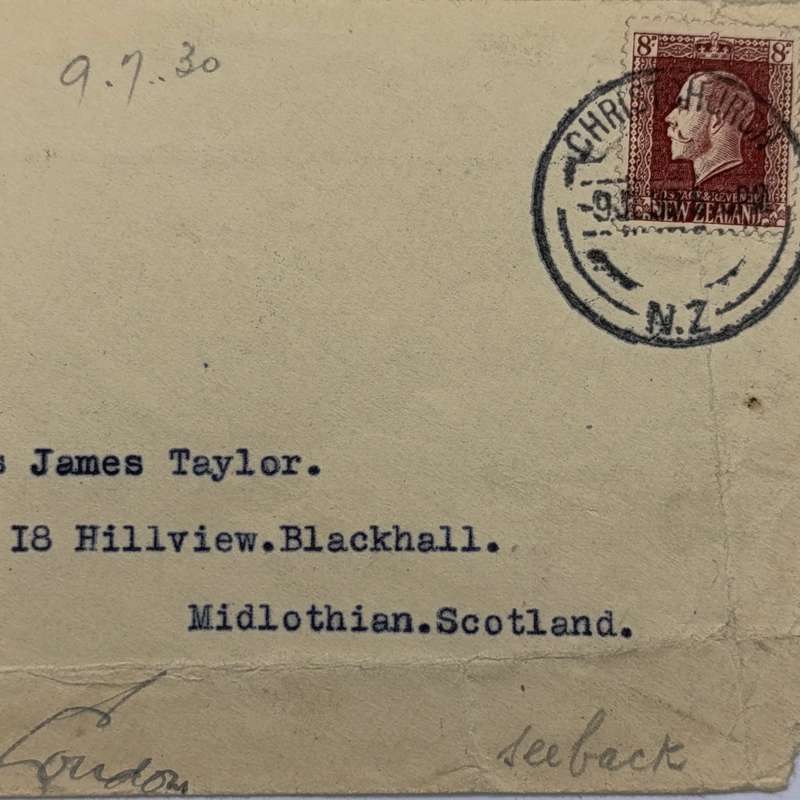 9.7.30
8d 8d
CHRISTCHURCH
POSTAGE & REVENUE
NEW ZEALAND
N.Z
James Taylor.
18 Hillview.Blackhall.
Midlothian.Scotland.
London
see back